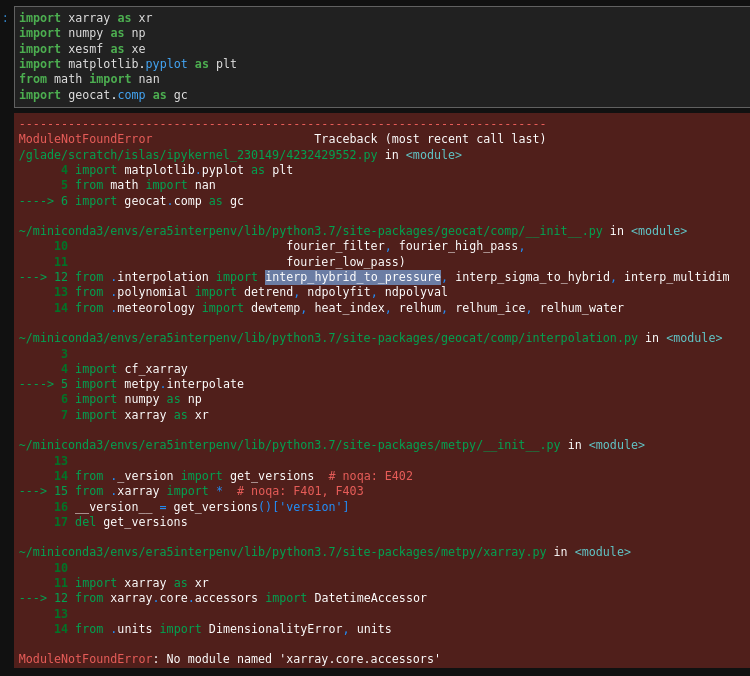 :
import xarray as xr
import numpy as np
import xesmf as xe
import matplotlib.pyplot as plt
from math import nan
import geocat.comp as gc
---------------------------------------------------------------------------
ModuleNotFoundError                       Traceback (most recent call last)
/glade/scratch/islas/ipykernel_230149/4232429552.py in <module>
      4 import matplotlib.pyplot as plt
      5 from math import nan
----> 6 import geocat.comp as gc
~/miniconda3/envs/era5interpenv/lib/python3.7/site-packages/geocat/comp/__init__.py in <module>
     10                               fourier_filter, fourier_high_pass,
     11                               fourier_low_pass)
---> 12 from .interpolation import interp_hybrid_to_pressure, interp_sigma_to_hybrid, interp_multidim
     13 from .polynomial import detrend, ndpolyfit, ndpolyval
     14 from .meteorology import dewtemp, heat_index, relhum, relhum_ice, relhum_water
~/miniconda3/envs/era5interpenv/lib/python3.7/site-packages/geocat/comp/interpolation.py in <module>
      3
      4 import cf_xarray
----> 5 import metpy.interpolate
      6 import numpy as np
      7 import xarray as xr
~/miniconda3/envs/era5interpenv/lib/python3.7/site-packages/metpy/__init__.py in <module>
     13
     14 from ._version import get_versions  # noqa: E402
---> 15 from .xarray import *  # noqa: F401, F403
     16 __version__ = get_versions()['version']
     17 del get_versions
~/miniconda3/envs/era5interpenv/lib/python3.7/site-packages/metpy/xarray.py in <module>
     10
     11 import xarray as xr
---> 12 from xarray.core.accessors import DatetimeAccessor
     13
     14 from .units import DimensionalityError, units
ModuleNotFoundError: No module named 'xarray.core.accessors'